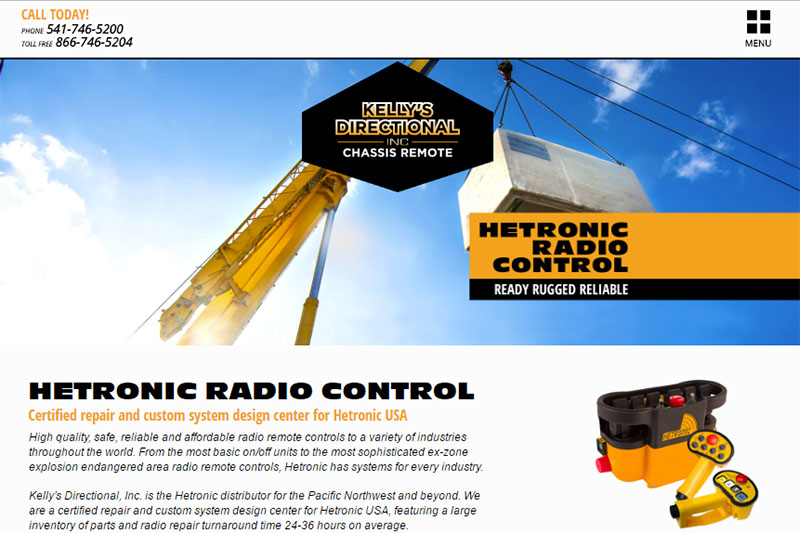 CALL TODAY!
PHONE 541-746-5200
TOLL FREE 866-746-5204
MENU
KELLY'S
DIRECTIONAL
INC
CHASSIS REMOTE
HETRONIC
RADIO
CONTROL
READY RUGGED RELIABLE
HETRONIC RADIO CONTROL
Certified repair and custom system design center for Hetronic USA
High quality, safe, reliable and affordable radio remote controls to a variety of industries
throughout the world. From the most basic on/off units to the most sophisticated ex-zone
explosion endangered area radio remote controls, Hetronic has systems for every industry.
Kelly's Directional, Inc. is the Hetronic distributor for the Pacific Northwest and beyond. We
are a certified repair and custom system design center for Hetronic USA, featuring a large
inventory of parts and radio repair turnaround time 24-36 hours on average.
HETRONIC